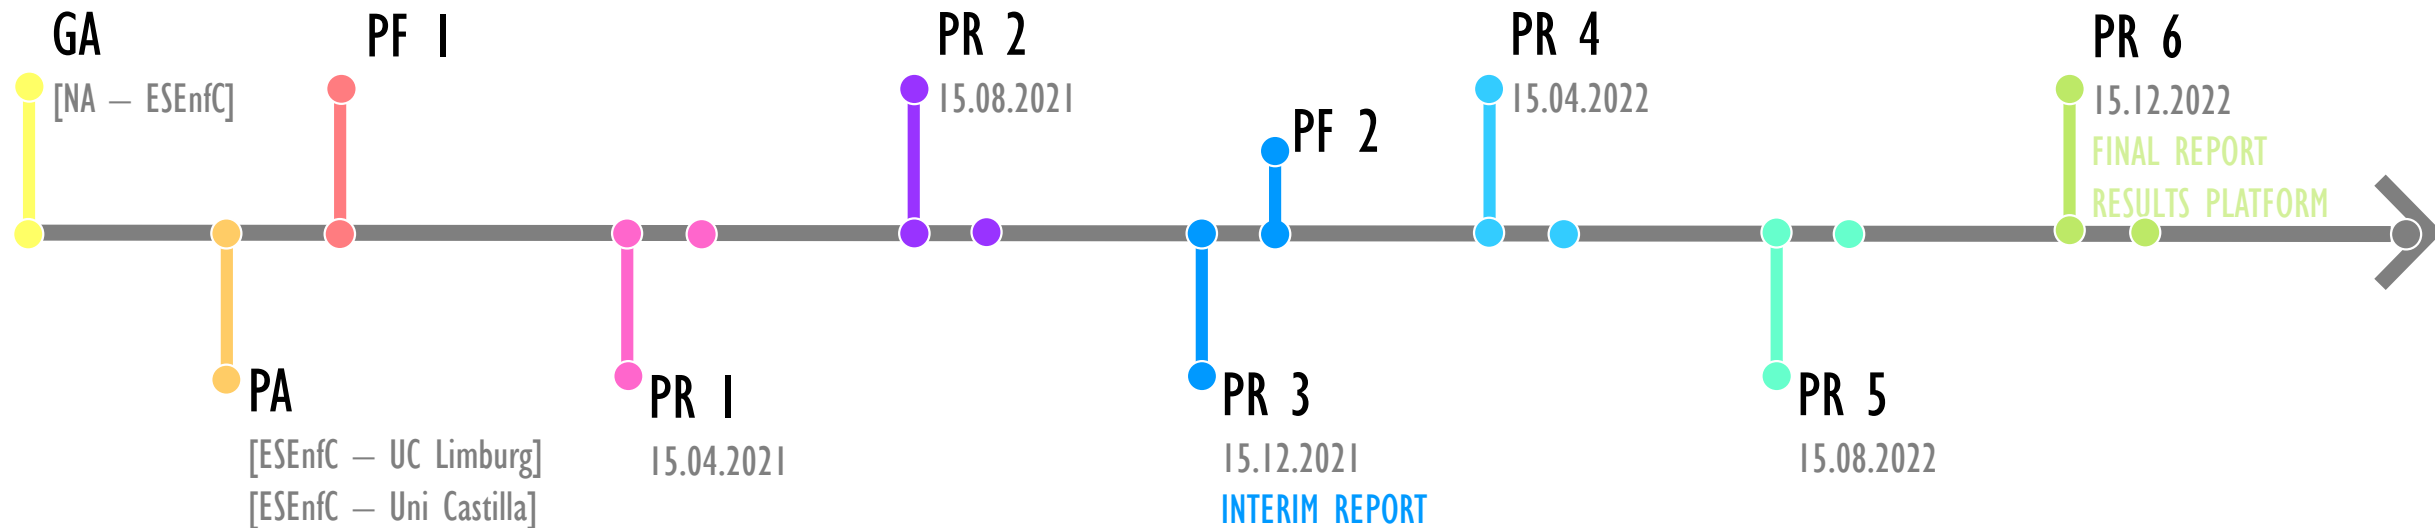 GA
[NA – ESEnfC]
PF 1
PR 2
15.08.2021
PF 2
PR 4
15.04.2022
PR 6
15.12.2022
FINAL REPORT
RESULTS PLATFORM
PA
[ESEnfC – UC Limburg]
[ESEnfC – Uni Castilla]
PR 1
15.04.2021
PR 3
15.12.2021
INTERIM REPORT
PR 5
15.08.2022